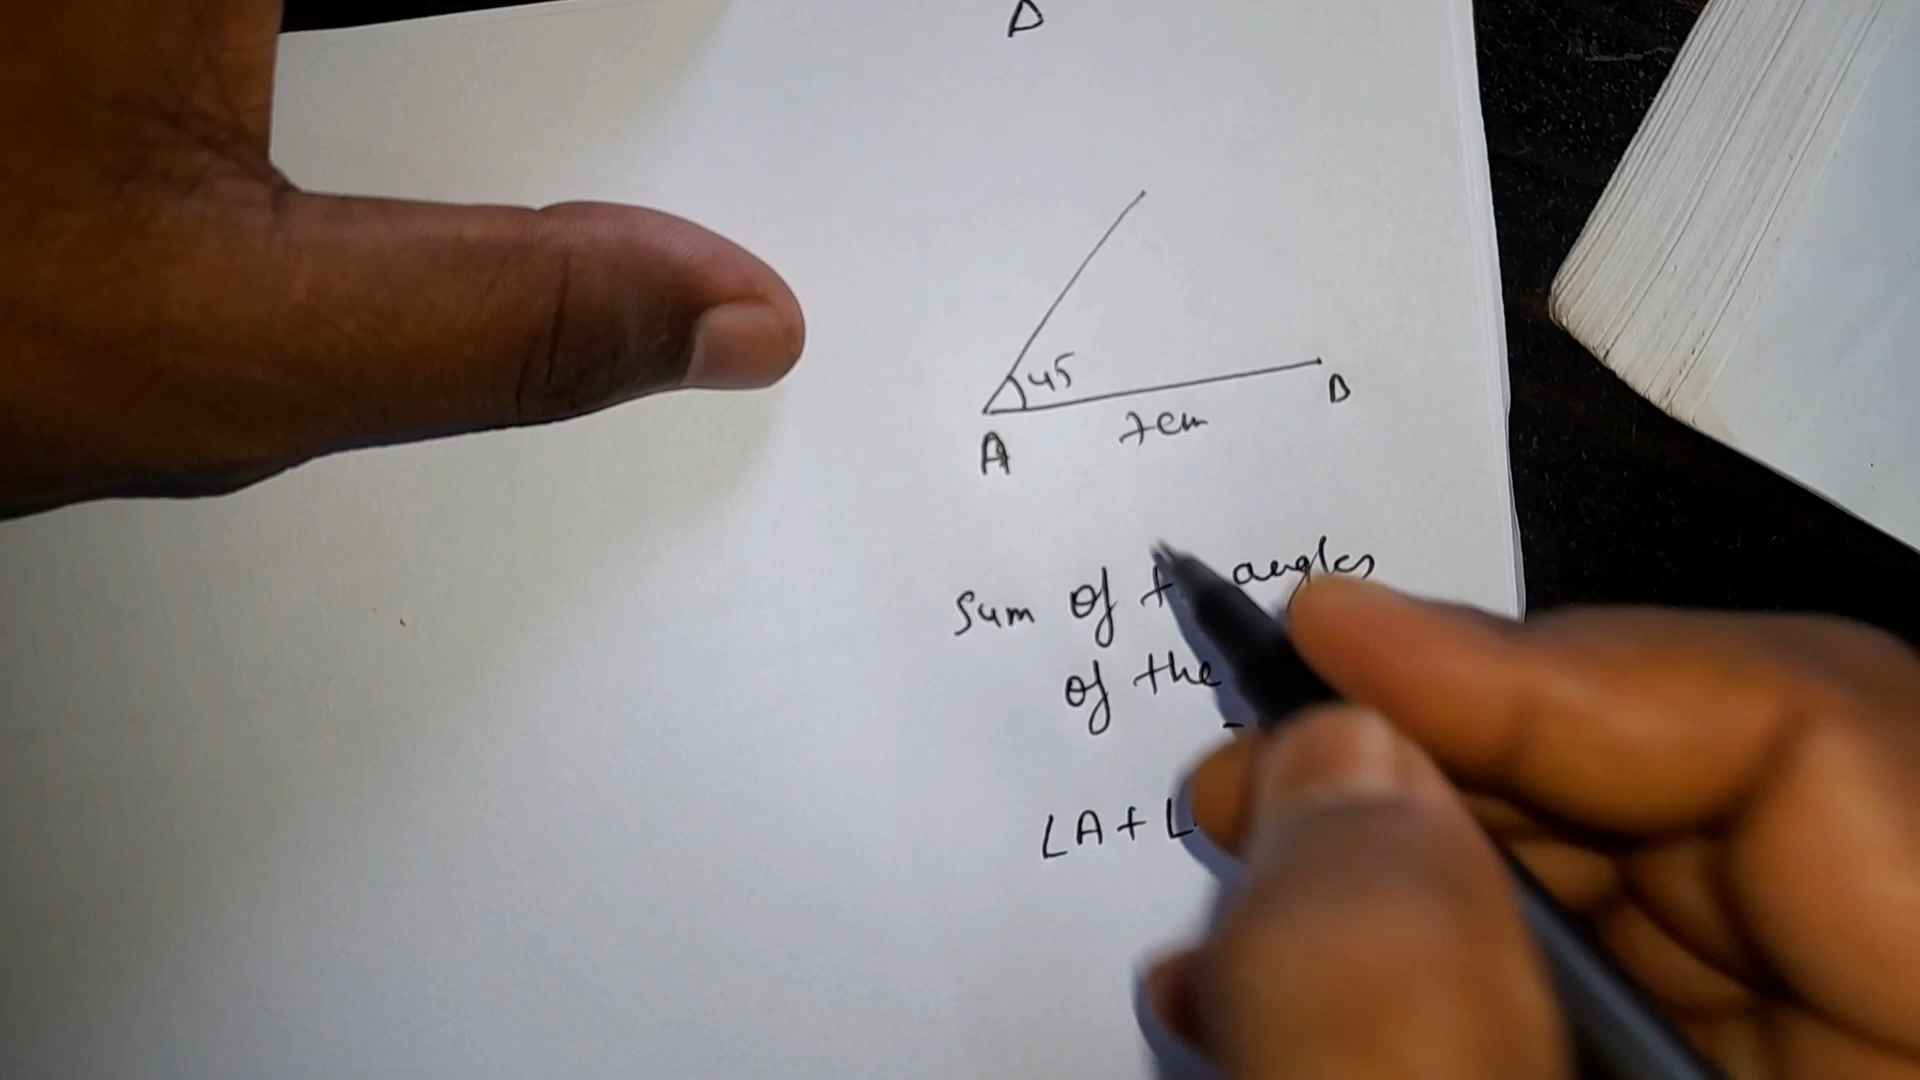 45
7cm
A
Sum of angles
of the
∠A + ∠